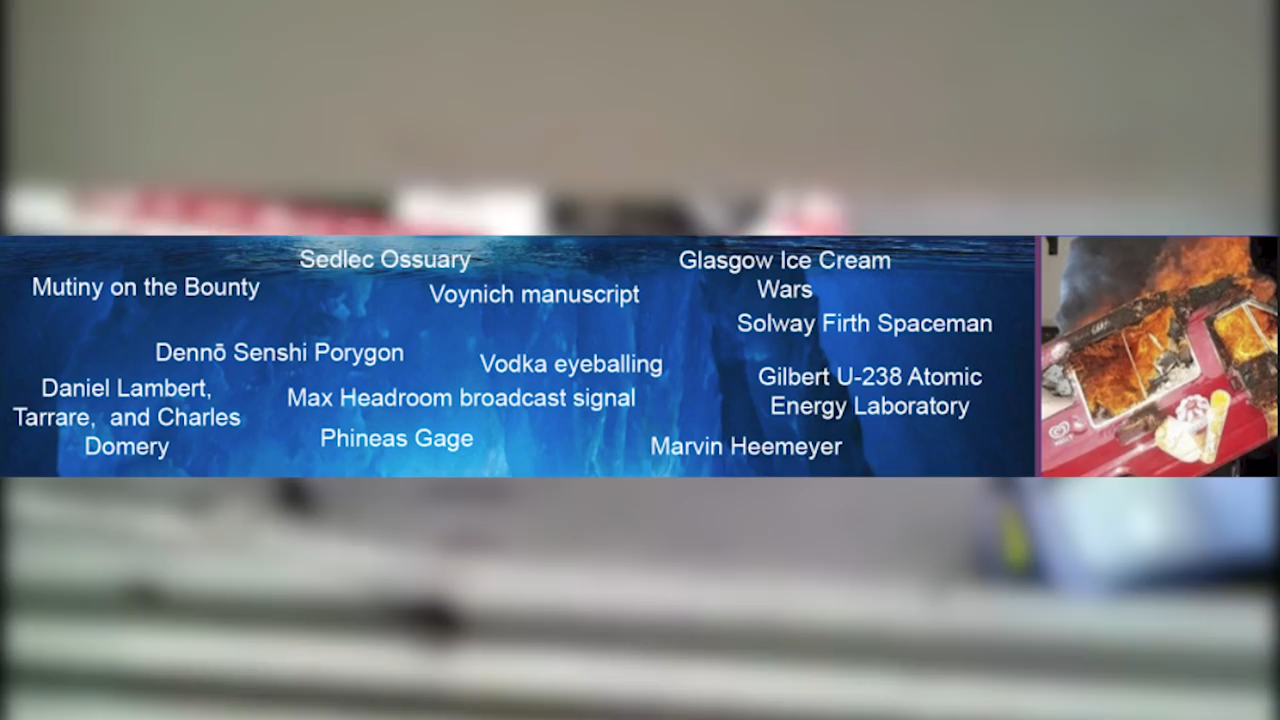 Sedlec Ossuary
Glasgow Ice Cream
Wars
Mutiny on the Bounty
Voynich manuscript
Solway Firth Spaceman
Dennō Senshi Porygon
Vodka eyeballing
Daniel Lambert,
Tarrare,  and Charles
Domery
Max Headroom broadcast signal
Gilbert U-238 Atomic
Energy Laboratory
Phineas Gage
Marvin Heemeyer